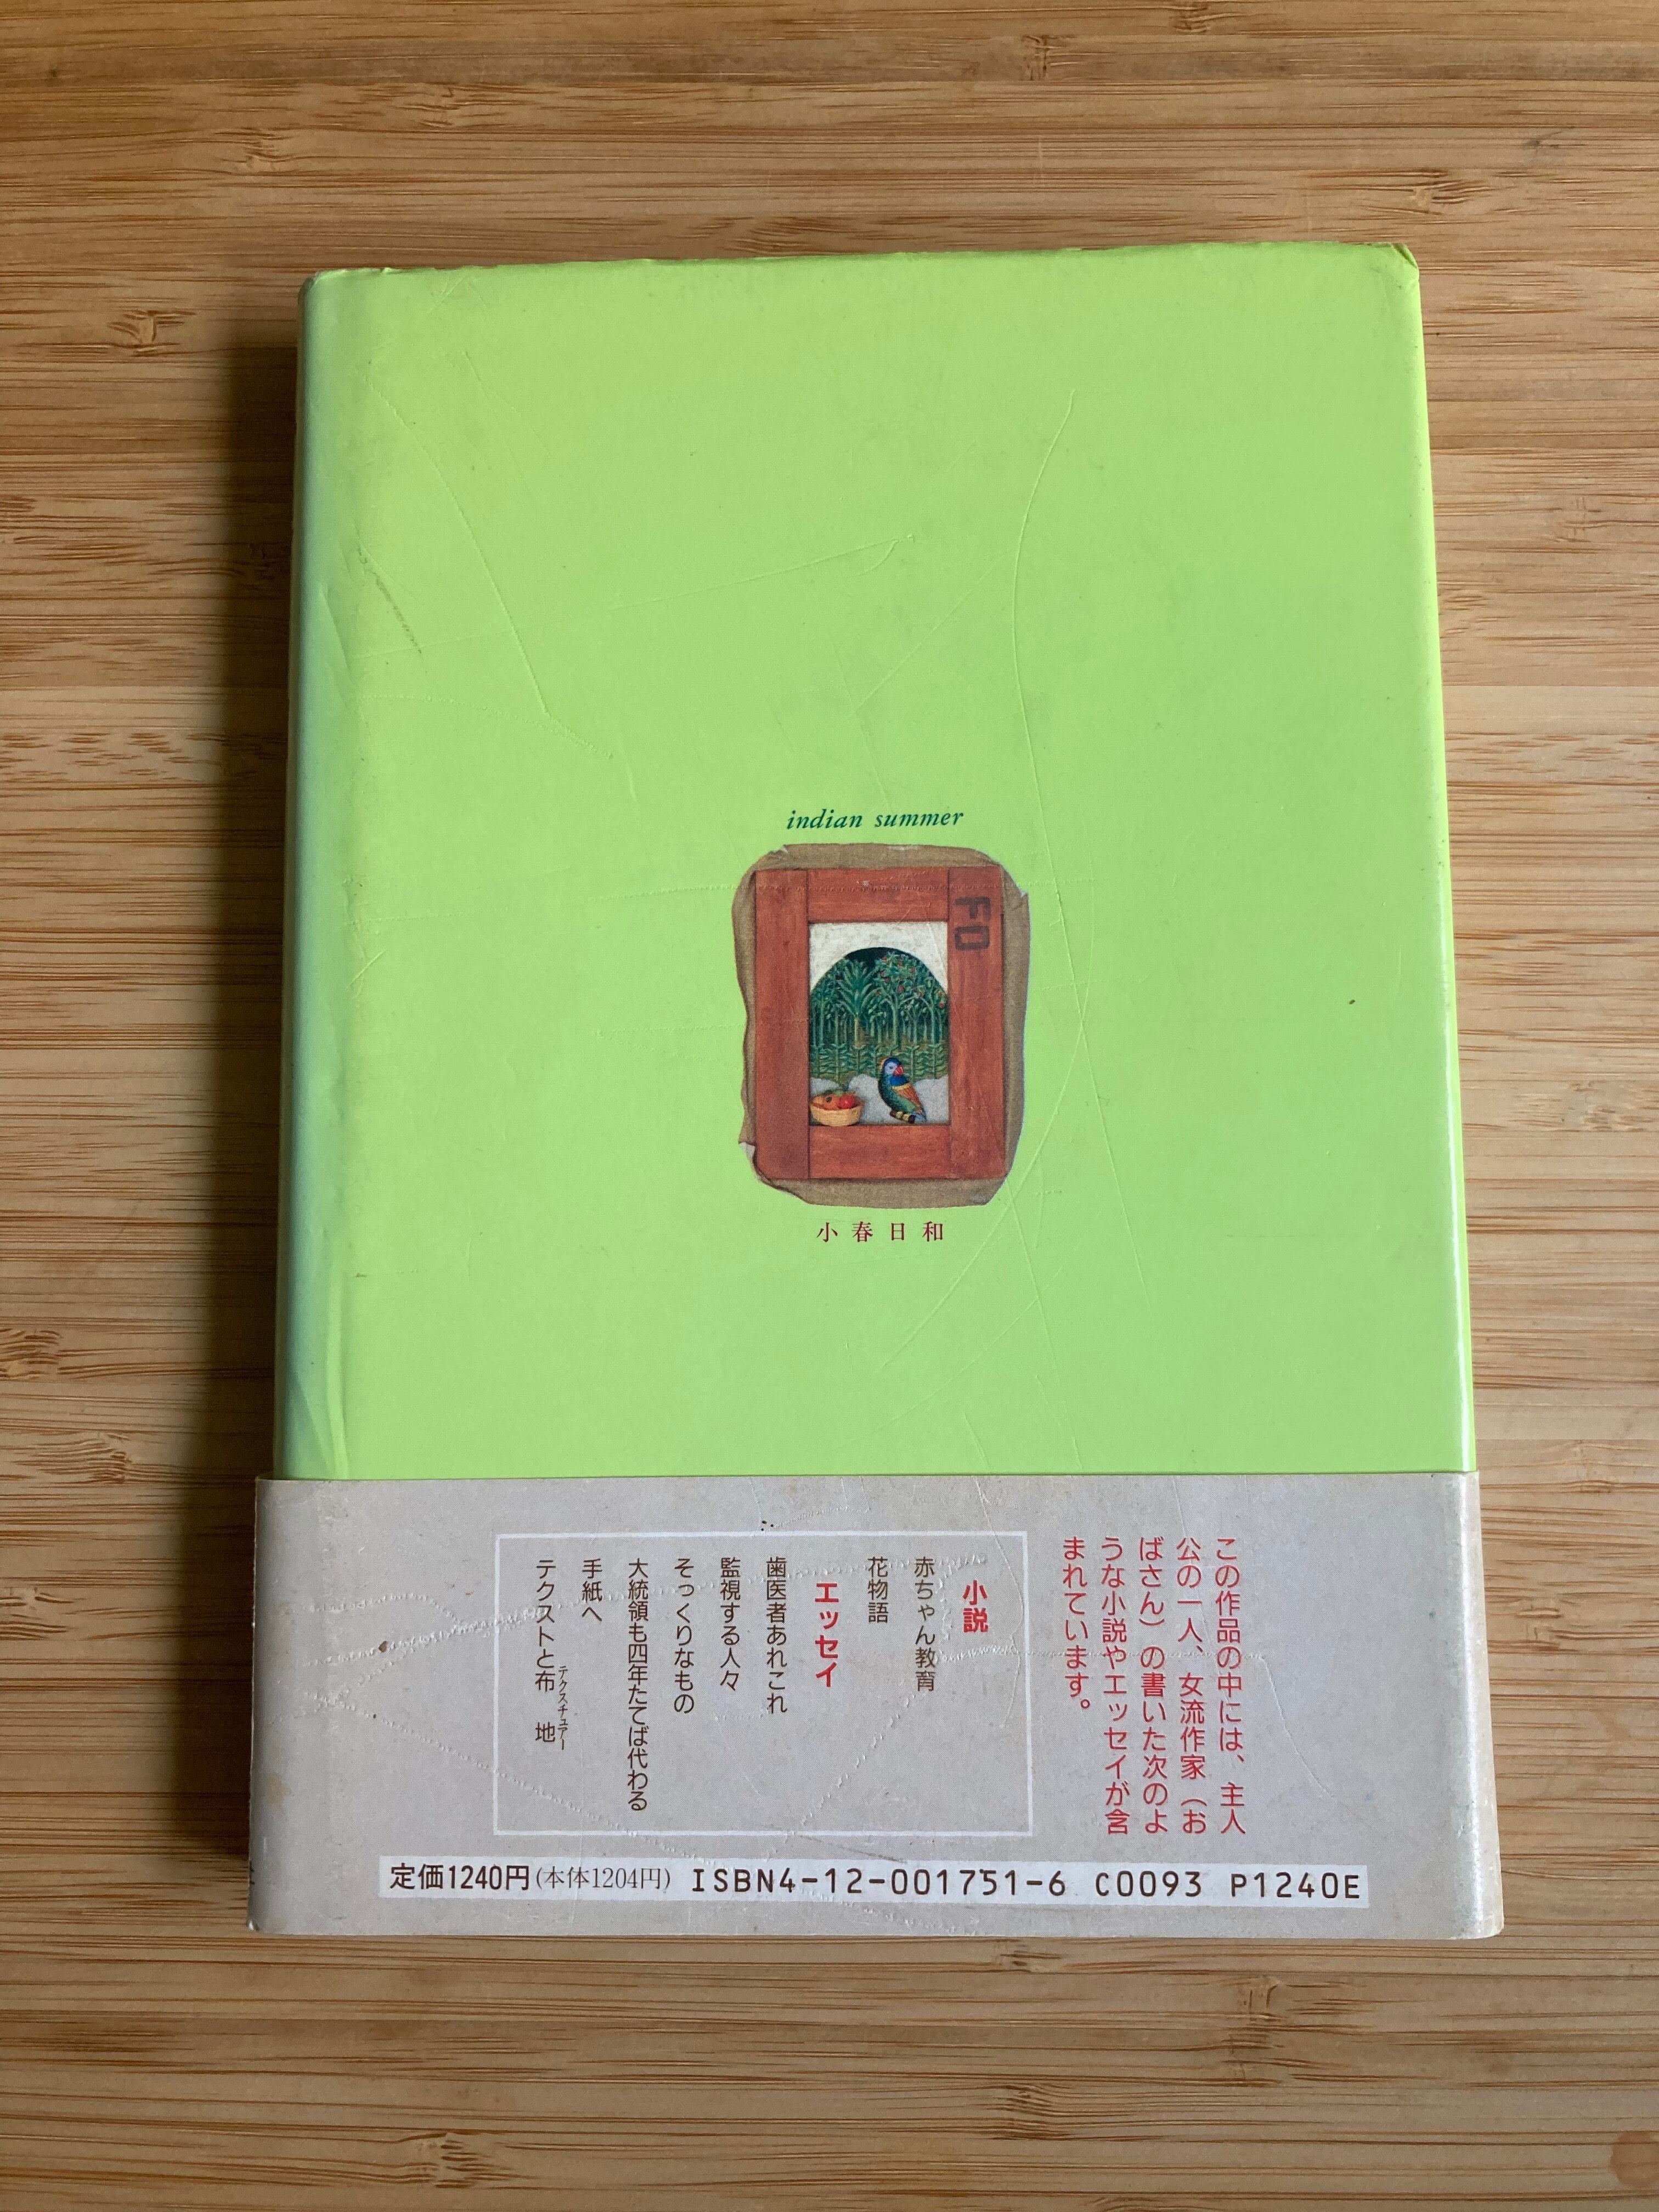 indian summer
FO
小春日和
この作品の中には、主人
公の一人、女流作家（お
ばさん）の書いた次のよ
うな小説やエッセイが含
まれています。
小説
赤ちゃん教育
花物語
エッセイ
歯医者あれこれ
監視する人々
そっくりなもの
大統領も四年たてば代わる
手紙へ
テクストと布地
テクスチュアー
定価1240円(本体1204円) ISBN4-12-001751-6 C0093 P1240E